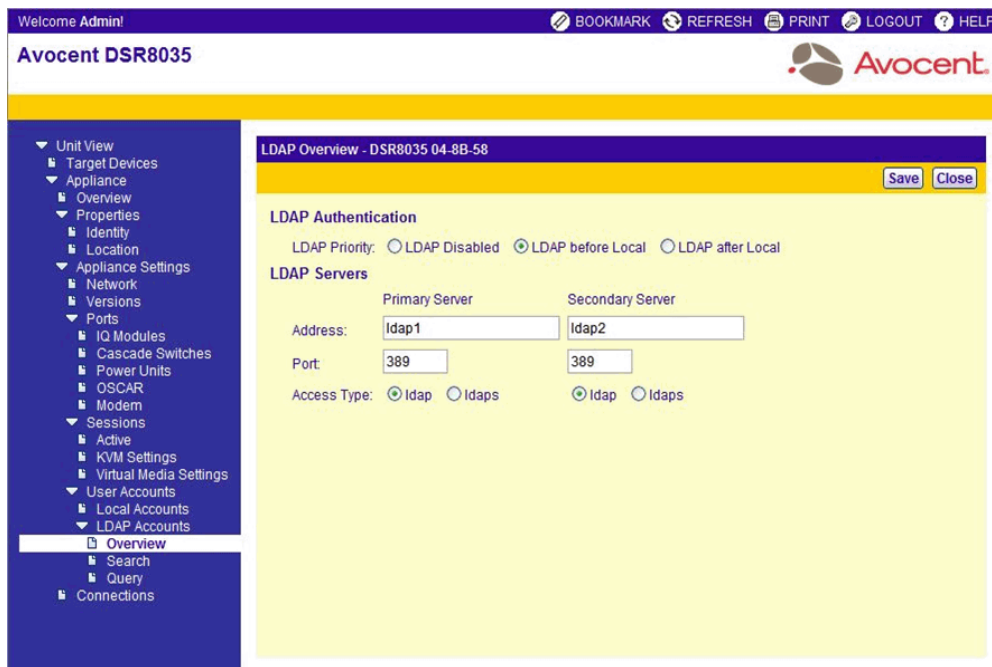 Welcome Admin!
BOOKMARK REFRESH PRINT LOGOUT HELP
Avocent DSR8035
Avocent.
Unit View
Target Devices
Appliance
Overview
Properties
Identity
Location
Appliance Settings
Network
Versions
Ports
IQ Modules
Cascade Switches
Power Units
OSCAR
Modem
Sessions
Active
KVM Settings
Virtual Media Settings
User Accounts
Local Accounts
LDAP Accounts
Overview
Search
Query
Connections
LDAP Overview - DSR8035 04-8B-58
Save Close
LDAP Authentication
LDAP Priority: LDAP Disabled LDAP before Local LDAP after Local
LDAP Servers
Primary Server Secondary Server
Address: ldap1 ldap2
Port: 389 389
Access Type: ldap ldaps ldap ldaps